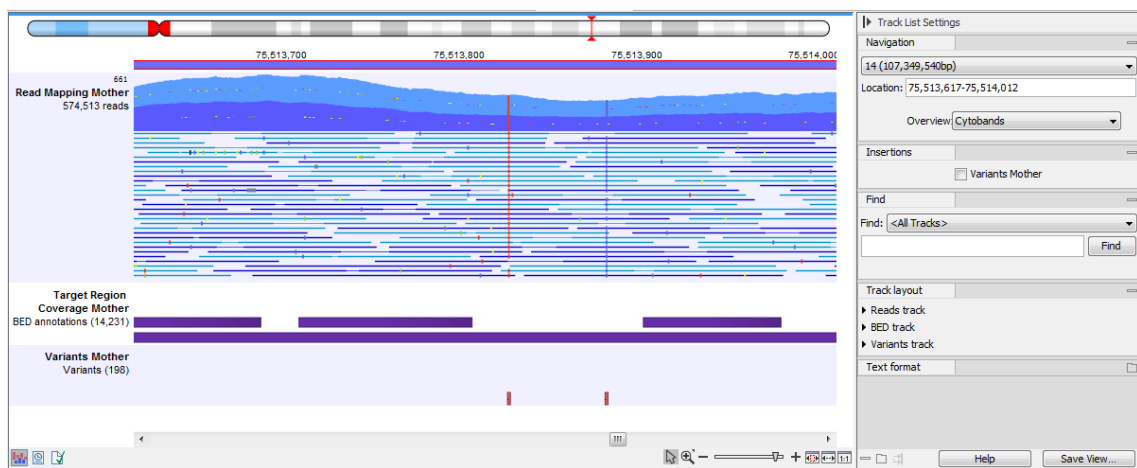 75,513,700
75,513,800
75,513,900
75,514,000
661
Read Mapping Mother
574,513 reads
Target Region
Coverage Mother
BED annotations (14,231)
Variants Mother
Variants (198)
Track List Settings
Navigation
14 (107,349,540bp)
Location: 75,513,617-75,514,012
Overview: Cytobands
Insertions
Variants Mother
Find
Find: <All Tracks>
Find
Track layout
Reads track
BED track
Variants track
Text format
1:1
Help
Save View...